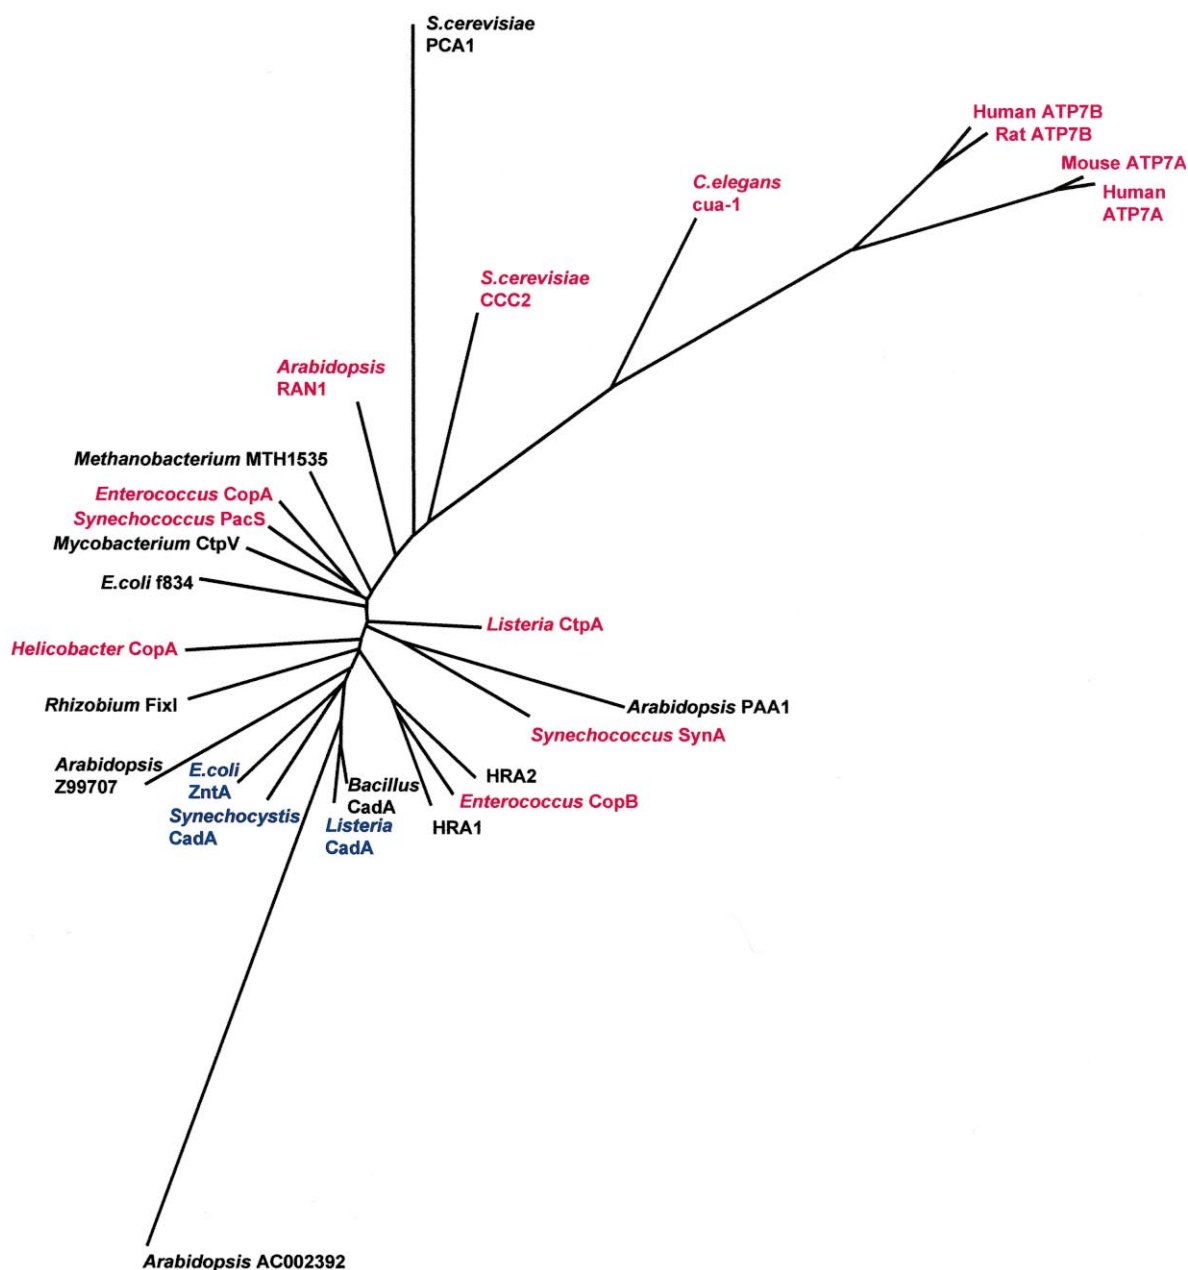 S.cerevisiae
PCA1
Human ATP7B
Rat ATP7B
Mouse ATP7A
Human
ATP7A
C.elegans
cua-1
S.cerevisiae
CCC2
Arabidopsis
RAN1
Methanobacterium MTH1535
Enterococcus CopA
Synechococcus PacS
Mycobacterium CtpV
E.coli f834
Listeria CtpA
Helicobacter CopA
Rhizobium FixI
Arabidopsis PAA1
Synechococcus SynA
Arabidopsis
Z99707
E.coli
ZntA
Synechocystis
CadA
Bacillus
CadA
Listeria
CadA
HRA2
Enterococcus CopB
HRA1
Arabidopsis AC002392